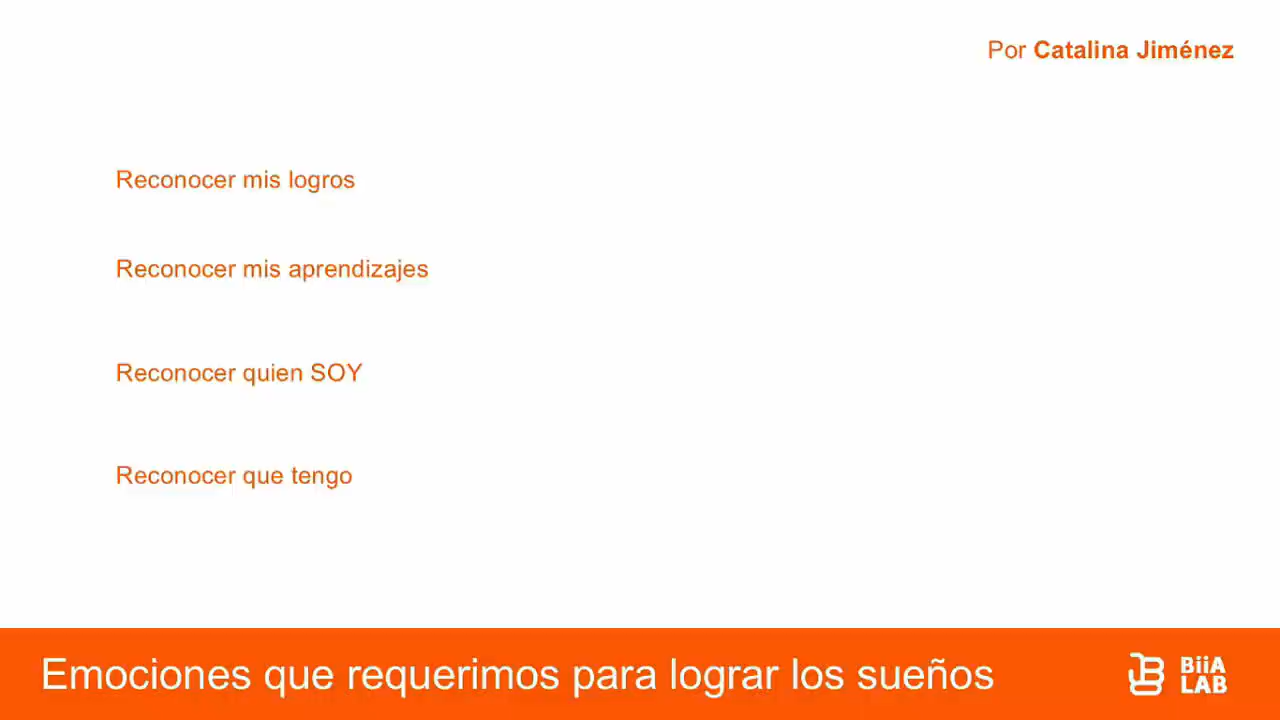 Por Catalina Jiménez
Reconocer mis logros
Reconocer mis aprendizajes
Reconocer quien SOY
Reconocer que tengo
Emociones que requerimos para lograr los sueños
BiiA
LAB